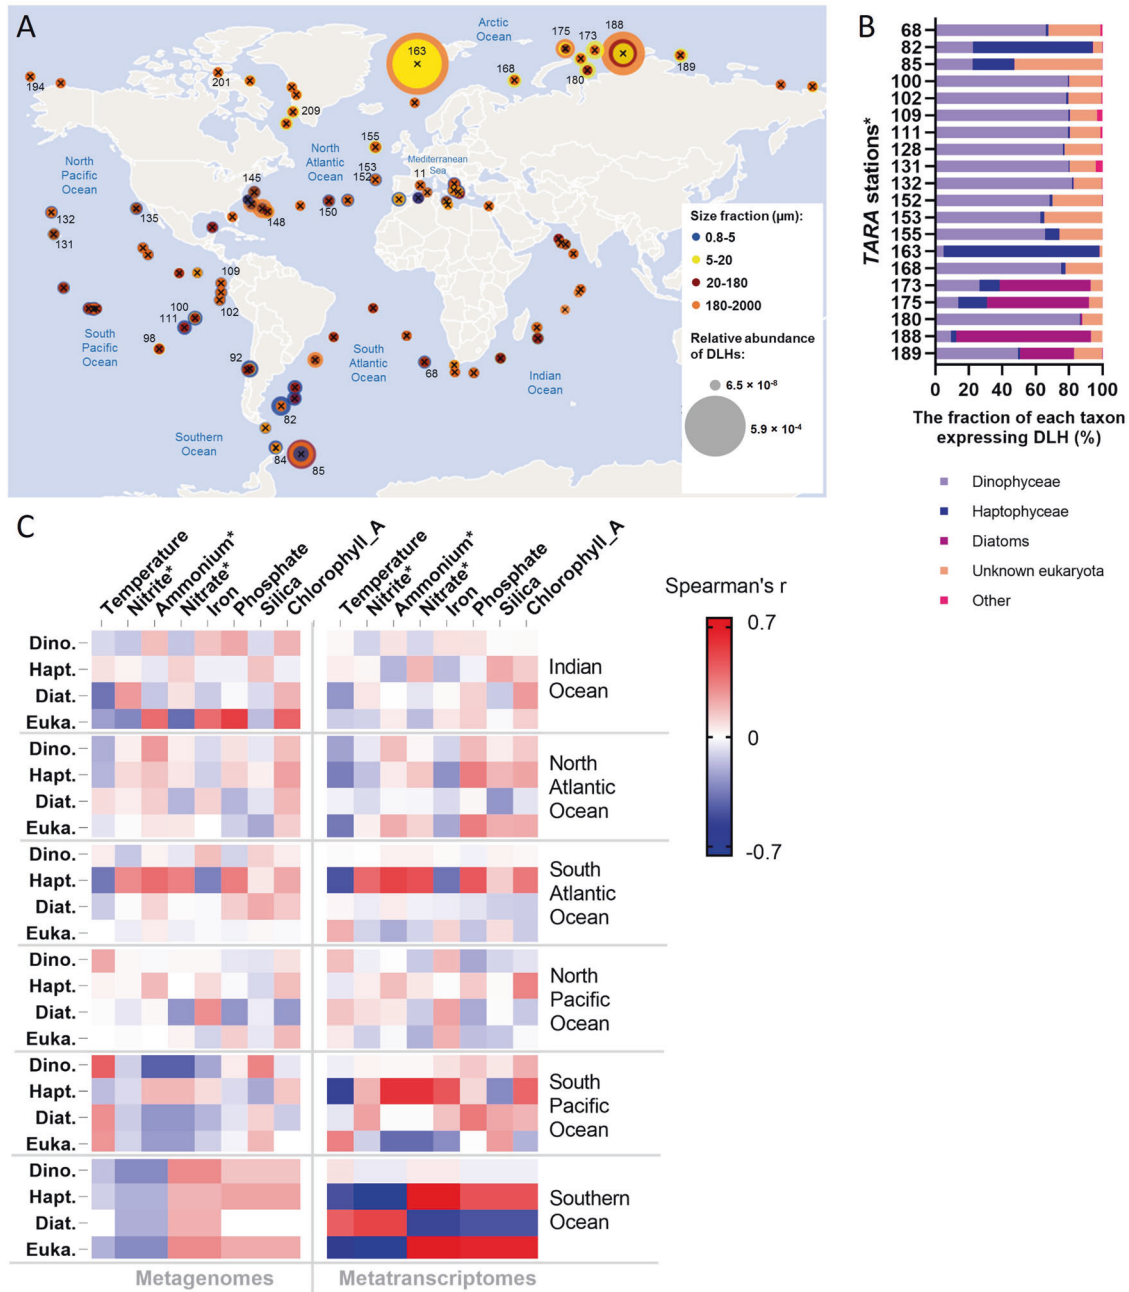 A
Arctic
Ocean
163
175
173
188
168
180
189
194
201
209
155
North
Pacific
Ocean
North
Atlantic
Ocean
153
152
Mediterranean
Sea
11
145
148
150
132
135
131
109
100
102
111
98
South
Pacific
Ocean
92
South
Atlantic
Ocean
68
Indian
Ocean
82
Southern
Ocean
84
85
Size fraction (µm):
0.8-5
5-20
20-180
180-2000
Relative abundance
of DLHs:
6.5 × 10⁻⁸
5.9 × 10⁻⁴
B
TARA stations*
68
82
85
100
102
109
111
128
131
132
152
153
155
163
168
173
175
180
188
189
0 20 40 60 80 100
The fraction of each taxon
expressing DLH (%)
Dinophyceae
Haptophyceae
Diatoms
Unknown eukaryota
Other
C
Temperature
Nitrite*
Ammonium*
Nitrate*
Iron
Phosphate
Silica
Chlorophyll_A
Temperature
Nitrite*
Ammonium*
Nitrate*
Iron
Phosphate
Silica
Chlorophyll_A
Spearman's r
0.7
0
-0.7
Dino.
Hapt.
Diat.
Euka.
Indian
Ocean
Dino.
Hapt.
Diat.
Euka.
North
Atlantic
Ocean
Dino.
Hapt.
Diat.
Euka.
South
Atlantic
Ocean
Dino.
Hapt.
Diat.
Euka.
North
Pacific
Ocean
Dino.
Hapt.
Diat.
Euka.
South
Pacific
Ocean
Dino.
Hapt.
Diat.
Euka.
Southern
Ocean
Metagenomes
Metatranscriptomes